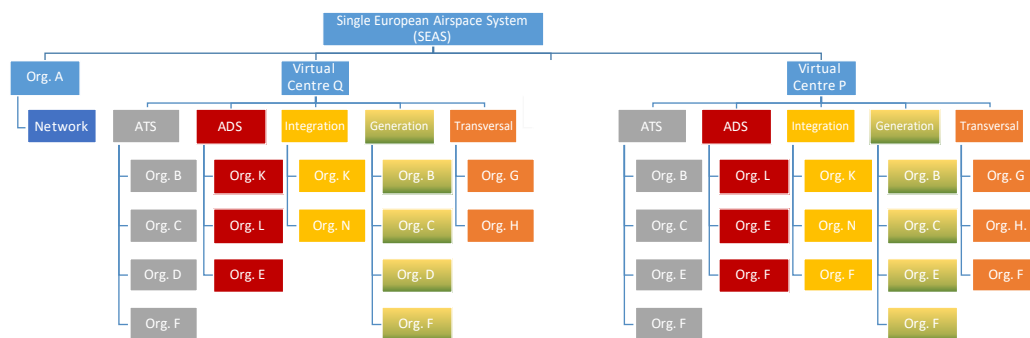 Single European Airspace System
(SEAS)
Org. A
Virtual
Centre Q
Virtual
Centre P
Network
ATS
ADS
Integration
Generation
Transversal
ATS
ADS
Integration
Generation
Transversal
Org. B
Org. K
Org. K
Org. B
Org. G
Org. B
Org. L
Org. K
Org. B
Org. G
Org. C
Org. L
Org. N
Org. C
Org. H
Org. C
Org. E
Org. N
Org. C
Org. H.
Org. D
Org. E
Org. D
Org. E
Org. F
Org. F
Org. E
Org. F
Org. F
Org. F
Org. F
Org. F